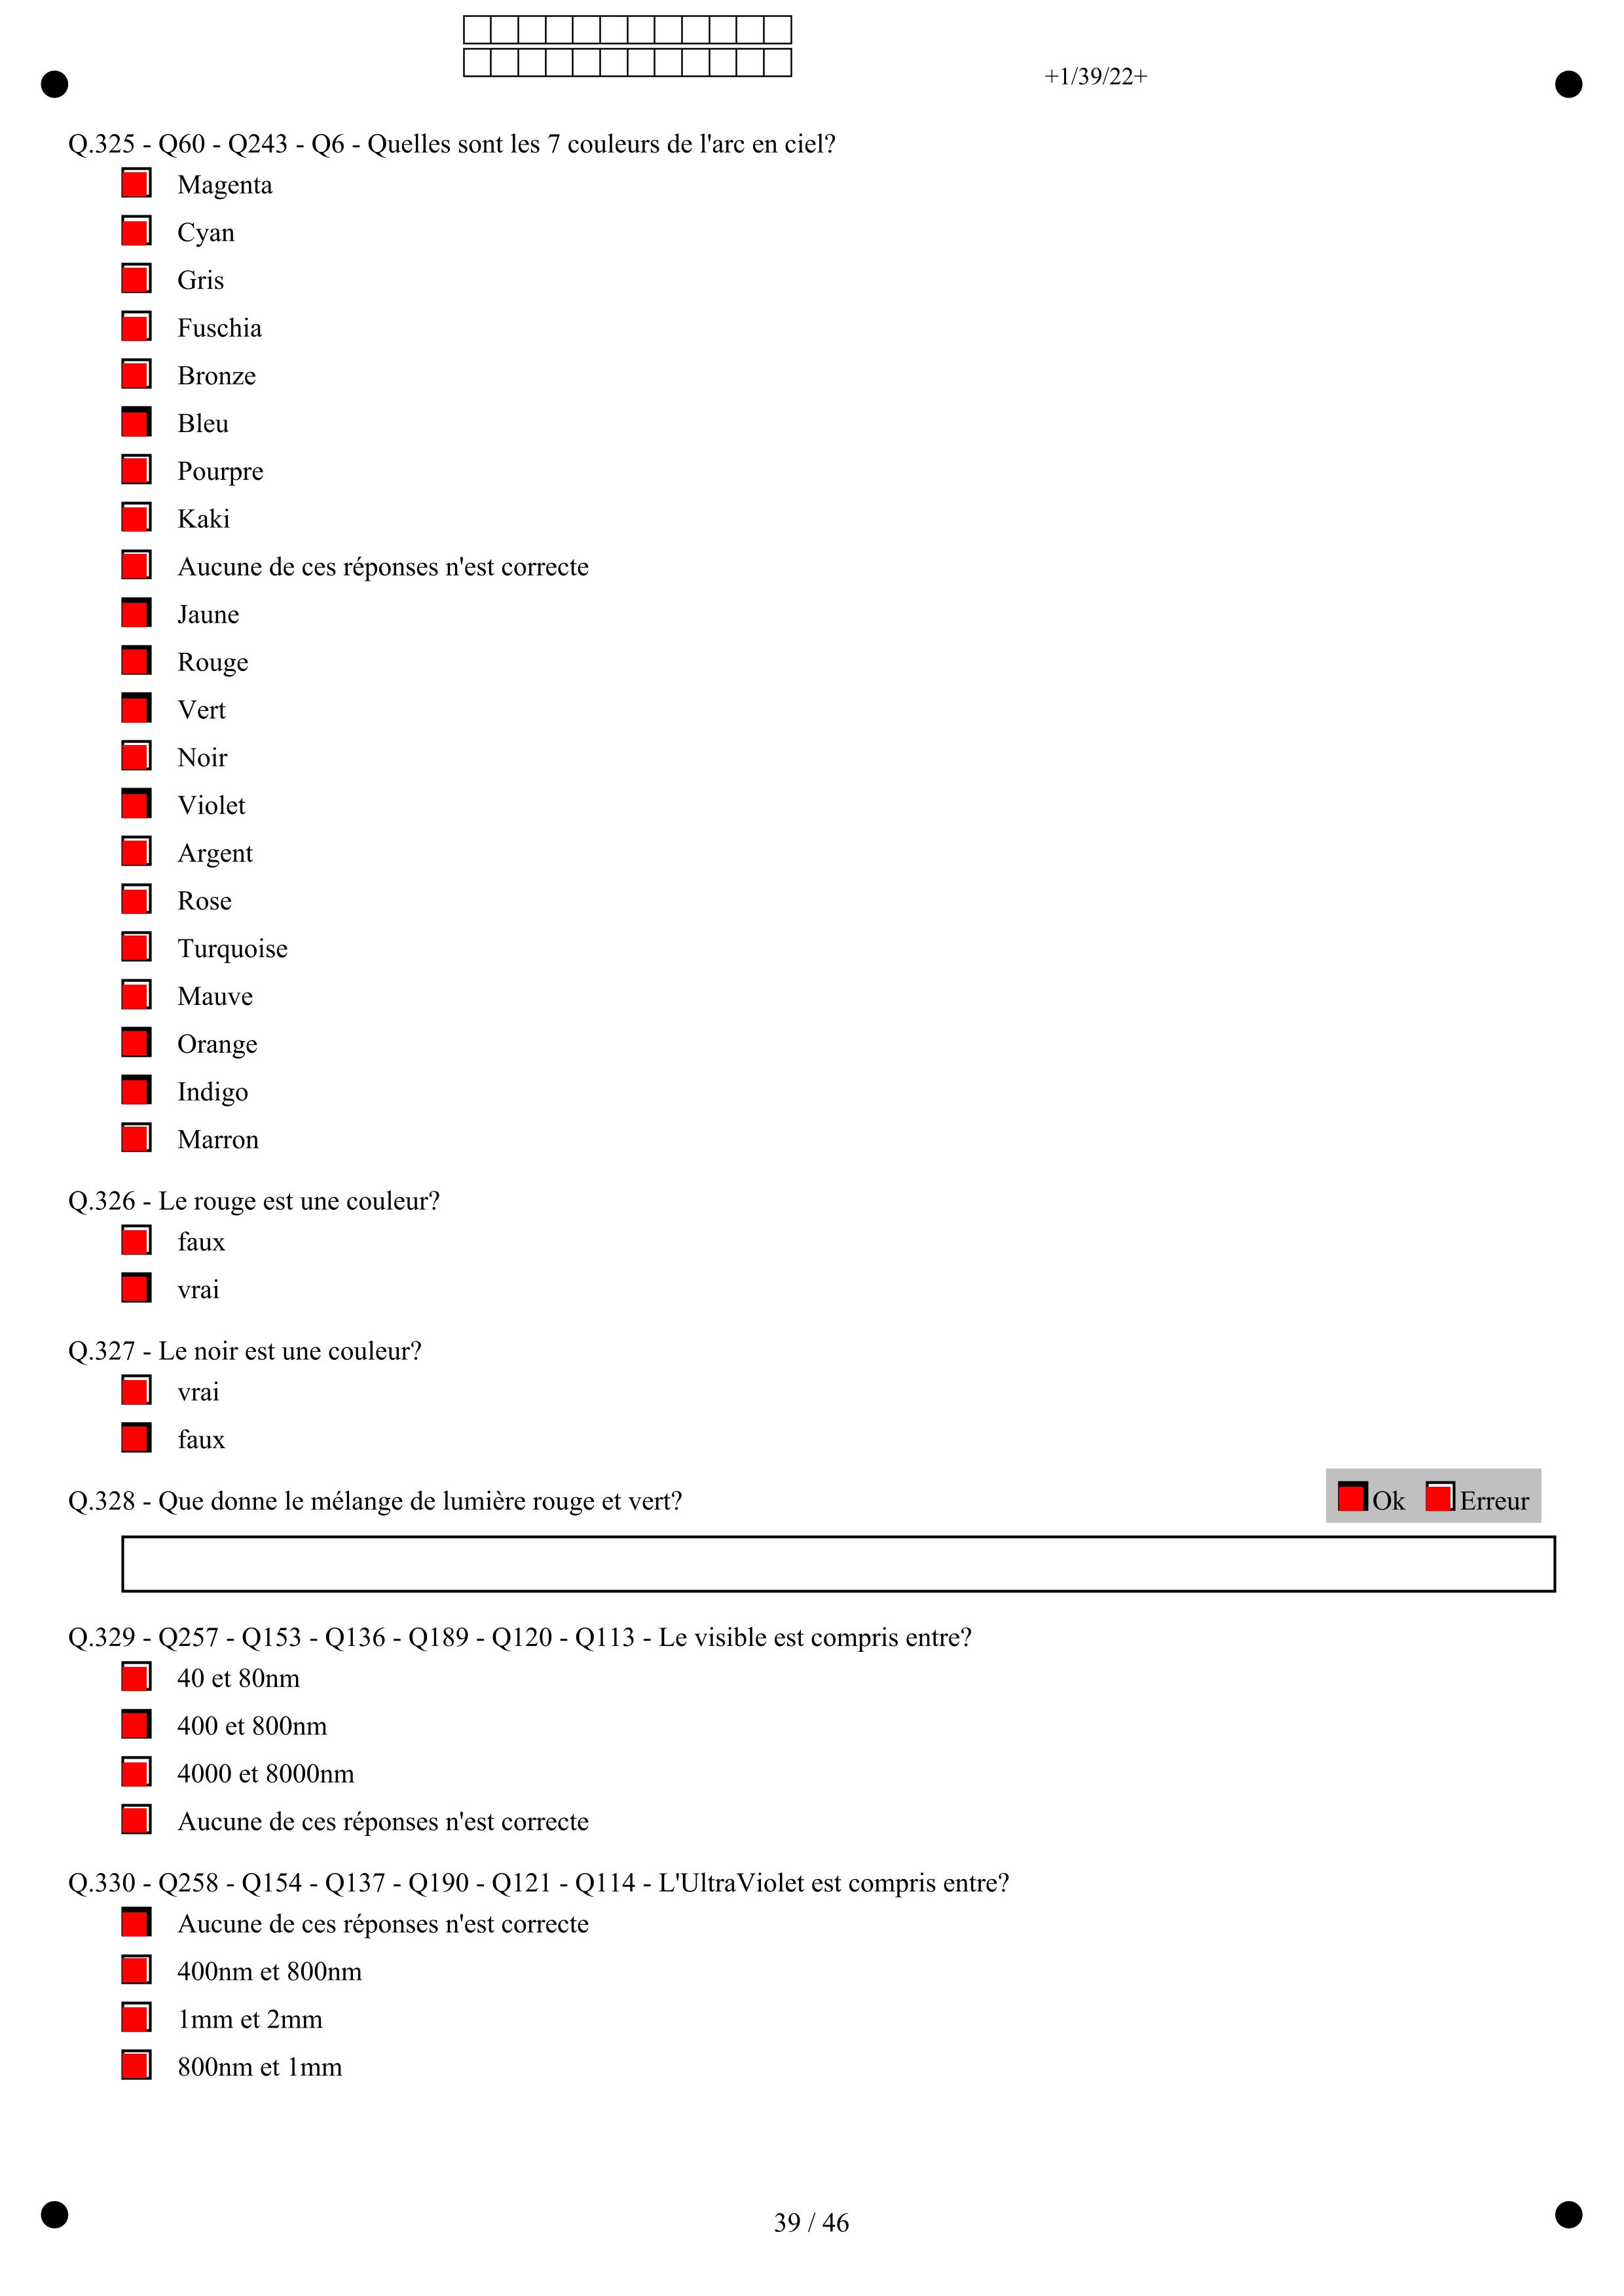 +1/39/22+
Q.325 - Q60 - Q243 - Q6 - Quelles sont les 7 couleurs de l'arc en ciel?
Magenta
Cyan
Gris
Fuschia
Bronze
Bleu
Pourpre
Kaki
Aucune de ces réponses n'est correcte
Jaune
Rouge
Vert
Noir
Violet
Argent
Rose
Turquoise
Mauve
Orange
Indigo
Marron
Q.326 - Le rouge est une couleur?
faux
vrai
Q.327 - Le noir est une couleur?
vrai
faux
Q.328 - Que donne le mélange de lumière rouge et vert? Ok Erreur
Q.329 - Q257 - Q153 - Q136 - Q189 - Q120 - Q113 - Le visible est compris entre?
40 et 80nm
400 et 800nm
4000 et 8000nm
Aucune de ces réponses n'est correcte
Q.330 - Q258 - Q154 - Q137 - Q190 - Q121 - Q114 - L'UltraViolet est compris entre?
Aucune de ces réponses n'est correcte
400nm et 800nm
1mm et 2mm
800nm et 1mm
39 / 46